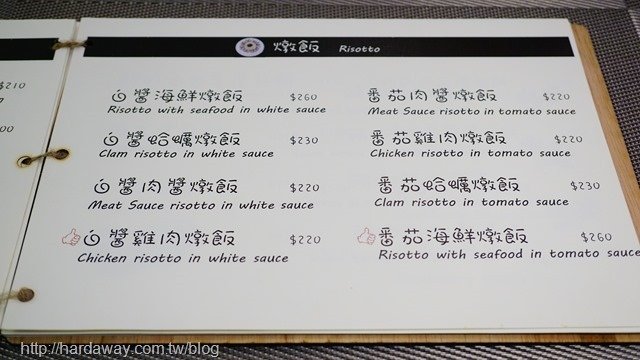 $210
00
燉飯 Risotto
白醬海鮮燉飯 $260
Risotto with seafood in white sauce
白醬蛤蠣燉飯 $230
Clam risotto in white sauce
白醬肉醬燉飯 $220
Meat Sauce risotto in white sauce
白醬雞肉燉飯 $220
Chicken risotto in white sauce
番茄肉醬燉飯 $220
Meat Sauce risotto in tomato sauce
番茄雞肉燉飯 $220
Chicken risotto in tomato sauce
番茄蛤蠣燉飯 $230
Clam risotto in tomato sauce
番茄海鮮燉飯 $260
Risotto with seafood in tomato sauce
http://hardaway.com.tw/blog